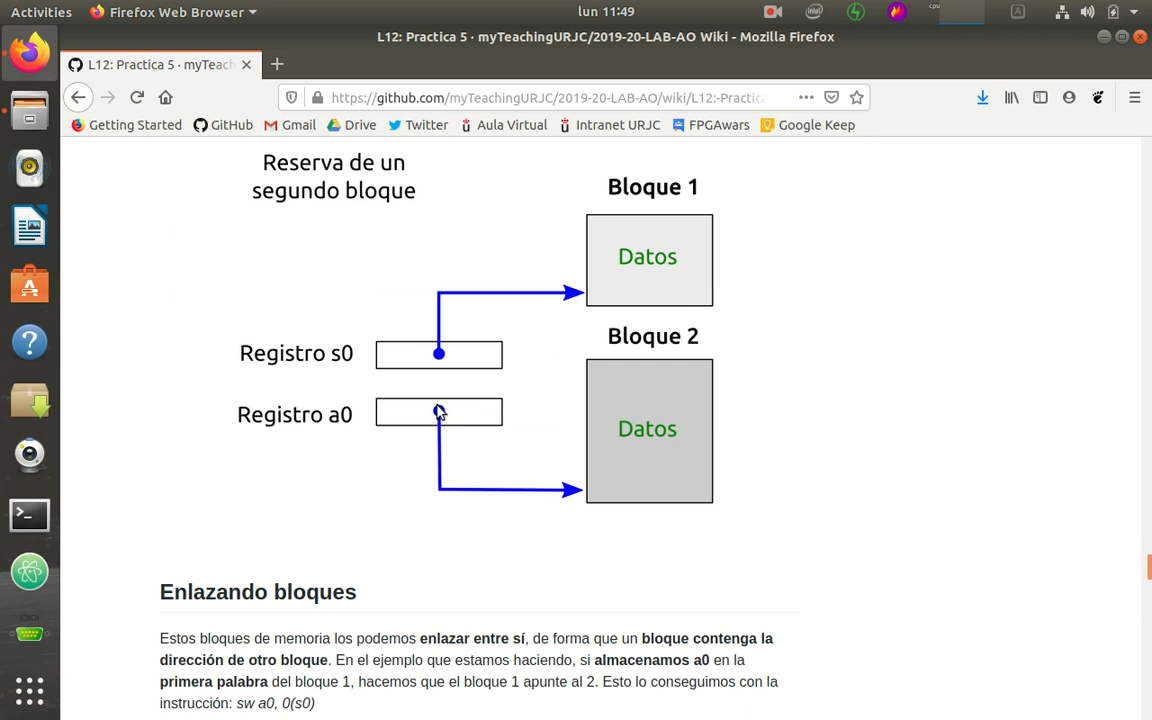 Activities
Firefox Web Browser
lun 11:49
cpu
A
L12: Practica 5 · myTeachingURJC/2019-20-LAB-AO Wiki - Mozilla Firefox
L12: Practica 5 · myTeach
https://github.com/myTeachingURJC/2019-20-LAB-AO/wiki/L12:-Practica
Getting Started
GitHub
Gmail
Drive
Twitter
Aula Virtual
Intranet URJC
FPGAwars
Google Keep
Reserva de un
segundo bloque
Bloque 1
Datos
Registro s0
Bloque 2
Registro a0
Datos
Enlazando bloques
Estos bloques de memoria los podemos enlazar entre sí, de forma que un bloque contenga la
dirección de otro bloque. En el ejemplo que estamos haciendo, si almacenamos a0 en la
primera palabra del bloque 1, hacemos que el bloque 1 apunte al 2. Esto lo conseguimos con la
instrucción: sw a0, 0(s0)